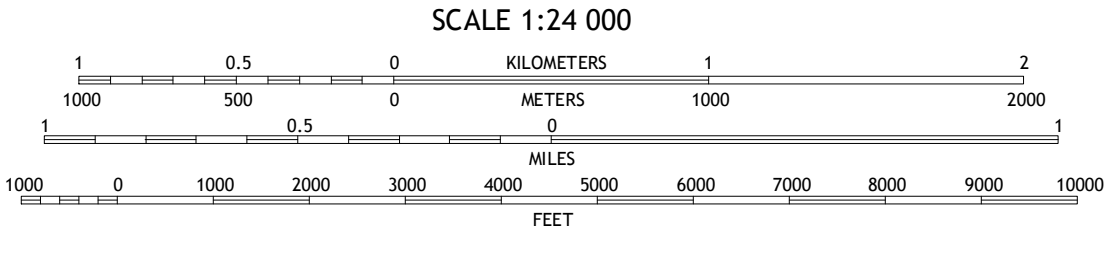 SCALE 1:24 000
1 0.5 0 KILOMETERS 1 2
1000 500 0 METERS 1000 2000
1 0.5 0 1
MILES
1000 0 1000 2000 3000 4000 5000 6000 7000 8000 9000 10000
FEET